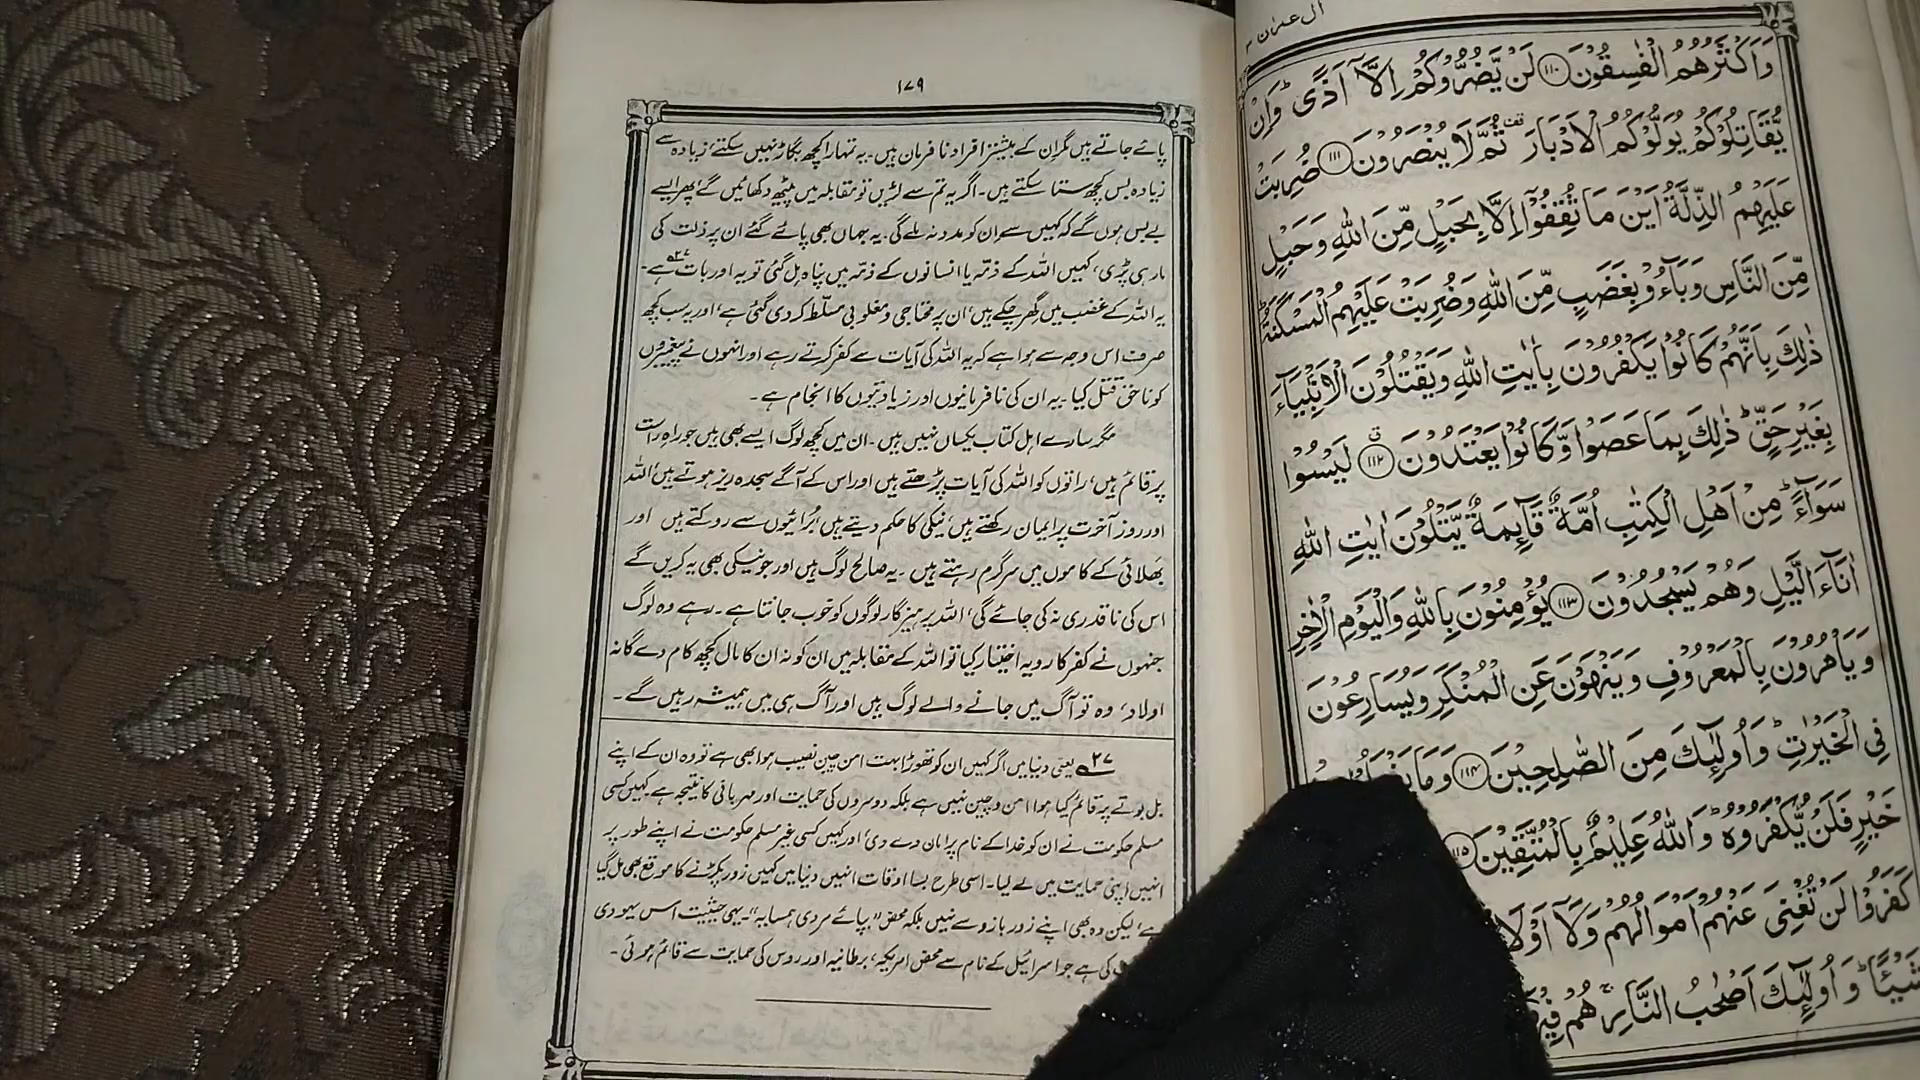 اٰل عمرٰن ۳
وَاَكْثَرُهُمُ الْفٰسِقُوْنَ ۝۱۱۰ لَنْ يَّضُرُّوْكُمْ اِلَّآ اَذًى ؕ وَاِنْ
يُّقَاتِلُوْكُمْ يُوَلُّوْكُمُ الْاَدْبَارَ ۫ ثُمَّ لَا يُنْصَرُوْنَ ۝۱۱۱ ضُرِبَتْ
عَلَيْهِمُ الذِّلَّةُ اَيْنَ مَا ثُقِفُوْٓا اِلَّا بِحَبْلٍ مِّنَ اللّٰهِ وَحَبْلٍ
مِّنَ النَّاسِ وَبَآءُوْ بِغَضَبٍ مِّنَ اللّٰهِ وَضُرِبَتْ عَلَيْهِمُ الْمَسْكَنَةُ ؕ
ذٰلِكَ بِاَنَّهُمْ كَانُوْا يَكْفُرُوْنَ بِاٰيٰتِ اللّٰهِ وَيَقْتُلُوْنَ الْاَنْۢبِيَآءَ
بِغَيْرِ حَقٍّ ؕ ذٰلِكَ بِمَا عَصَوْا وَّكَانُوْا يَعْتَدُوْنَ ۝۱۱۲ لَيْسُوْا
سَوَآءً ؕ مِنْ اَهْلِ الْكِتٰبِ اُمَّةٌ قَآئِمَةٌ يَّتْلُوْنَ اٰيٰتِ اللّٰهِ
اٰنَآءَ الَّيْلِ وَهُمْ يَسْجُدُوْنَ ۝۱۱۳ يُؤْمِنُوْنَ بِاللّٰهِ وَالْيَوْمِ الْاٰخِرِ
وَيَاْمُرُوْنَ بِالْمَعْرُوْفِ وَيَنْهَوْنَ عَنِ الْمُنْكَرِ وَيُسَارِعُوْنَ
فِي الْخَيْرٰتِ ؕ وَاُولٰٓئِكَ مِنَ الصّٰلِحِيْنَ ۝۱۱۴ وَمَا
خَيْرٍ فَلَنْ يُّكْفَرُوْهُ ؕ وَاللّٰهُ عَلِيْمٌۢ بِالْمُتَّقِيْنَ ۝۱۱۵
كَفَرُوْا لَنْ تُغْنِيَ عَنْهُمْ اَمْوَالُهُمْ وَلَآ
شَيْـًٔا ؕ وَاُولٰٓئِكَ اَصْحٰبُ النَّارِ ۚ هُمْ
۱۷۹
پائے جاتے ہیں مگر ان کے بیشتر افراد نافرمان ہیں۔ یہ تمہارا کچھ بگاڑ نہیں سکتے، زیادہ سے
زیادہ بس کچھ ستا سکتے ہیں۔ اگر یہ تم سے لڑیں تو مقابلہ میں پیٹھ دکھائیں گے، پھر ایسے
بے بس ہوں گے کہ کہیں سے ان کو مدد نہ ملے گی۔ یہ جہاں بھی پائے گئے ان پر ذلت کی
مار ہی پڑی، کہیں اللہ کے ذمّہ یا انسانوں کے ذمّہ میں پناہ مل گئی تو یہ اور بات ہے۲۷۔
یہ اللہ کے غضب میں گھر چکے ہیں، ان پر محتاجی و مغلوبی مسلّط کر دی گئی ہے، اور یہ سب کچھ
صرف اس وجہ سے ہوا ہے کہ یہ اللہ کی آیات سے کفر کرتے رہے اور انہوں نے پیغمبروں
کو ناحق قتل کیا۔ یہ ان کی نافرمانیوں اور زیادتیوں کا انجام ہے۔
مگر سارے اہل کتاب یکساں نہیں ہیں۔ ان میں کچھ لوگ ایسے بھی ہیں جو راہ راست
پر قائم ہیں، راتوں کو اللہ کی آیات پڑھتے ہیں اور اس کے آگے سجدہ ریز ہوتے ہیں، اللہ
اور روز آخرت پر ایمان رکھتے ہیں، نیکی کا حکم دیتے ہیں، برائیوں سے روکتے ہیں اور
بھلائی کے کاموں میں سرگرم رہتے ہیں۔ یہ صالح لوگ ہیں اور جو نیکی بھی یہ کریں گے
اس کی ناقدری نہ کی جائے گی، اللہ پرہیزگار لوگوں کو خوب جانتا ہے۔ رہے وہ لوگ
جنہوں نے کفر کا رویہ اختیار کیا تو اللہ کے مقابلہ میں ان کو نہ ان کا مال کچھ کام دے گا نہ
اولاد، وہ تو آگ میں جانے والے لوگ ہیں اور آگ ہی میں ہمیشہ رہیں گے۔
۲۷ یعنی دنیا میں اگر کہیں ان کو تھوڑا بہت امن چین نصیب ہوا بھی ہے تو وہ ان کے اپنے
بل بوتے پر قائم کیا ہوا امن و چین نہیں ہے بلکہ دوسروں کی حمایت اور مہربانی کا نتیجہ ہے۔ کہیں کسی
مسلم حکومت نے ان کو خدا کے نام پر امان دے دی، اور کہیں کسی غیر مسلم حکومت نے اپنے طور پر
انہیں اپنی حمایت میں لے لیا۔ اسی طرح بسا اوقات انہیں دنیا میں کہیں زور پکڑنے کا موقع بھی مل گیا
ہے، لیکن وہ بھی اپنے زور بازو سے نہیں بلکہ محض "بپائے مردی ہمسایہ"۔ یہی حیثیت اس یہودی
کی ہے جو اسرائیل کے نام سے محض امریکہ، برطانیہ اور روس کی حمایت سے قائم ہوئی۔